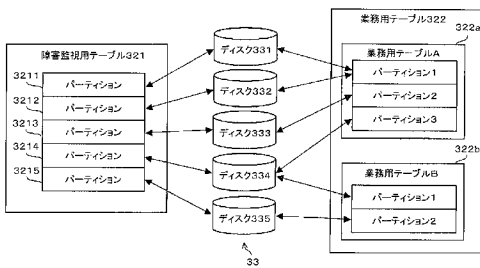 障害監視用テーブル321
3211
パーティション
3212
パーティション
3213
パーティション
3214
パーティション
3215
パーティション
ディスク331
ディスク332
ディスク333
ディスク334
ディスク335
33
業務用テーブル322
322a
業務用テーブルA
パーティション1
パーティション2
パーティション3
322b
業務用テーブルB
パーティション1
パーティション2